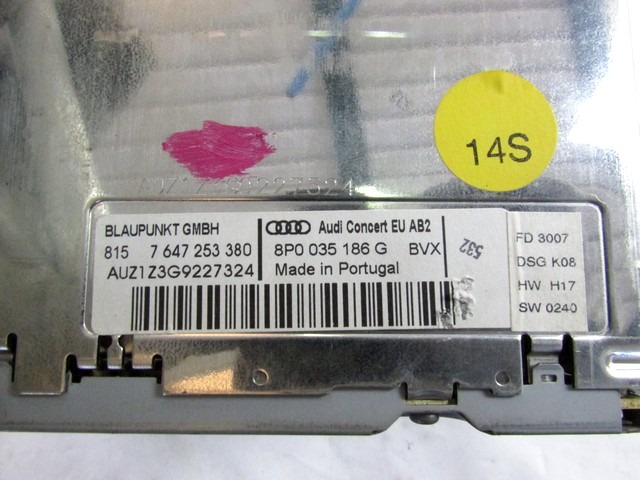 14S
AUZ1Z3G9227324
BLAUPUNKT GMBH
815 7 647 253 380
AUZ1Z3G9227324
Audi Concert EU AB2
8P0 035 186 G BVX
Made in Portugal
532
FD 3007
DSG K08
HW H17
SW 0240